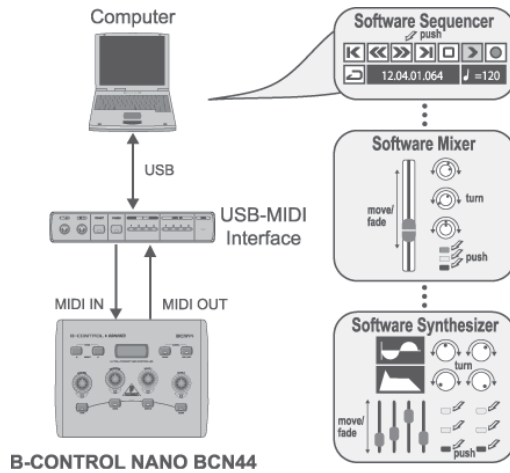 Computer
USB
USB-MIDI
Interface
MIDI IN
MIDI OUT
B-CONTROL NANO BCN44
Software Sequencer
push
12.04.01.064
=120
Software Mixer
move/
fade
turn
push
Software Synthesizer
turn
move/
fade
push